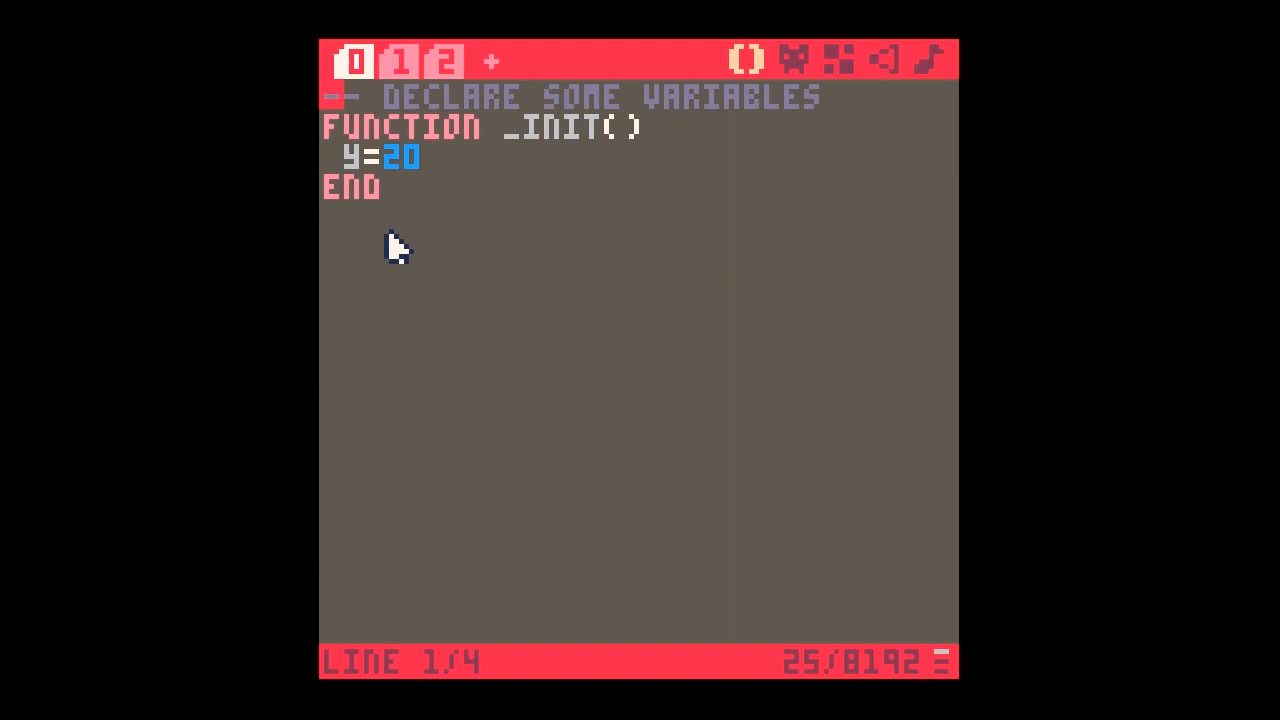 0 1 2 +
-- DECLARE SOME VARIABLES
FUNCTION _INIT()
 Y=20
END
LINE 1/4 25/8192